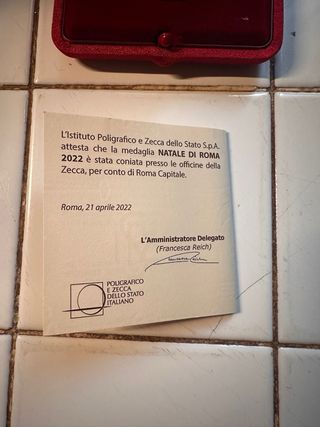 L'Istituto Poligrafico e Zecca dello Stato S.p.A.
attesta che la medaglia NATALE DI ROMA
2022 è stata coniata presso le officine della
Zecca, per conto di Roma Capitale.
Roma, 21 aprile 2022
L'Amministratore Delegato
(Francesca Reich)
POLIGRAFICO
E ZECCA
DELLO STATO
ITALIANO